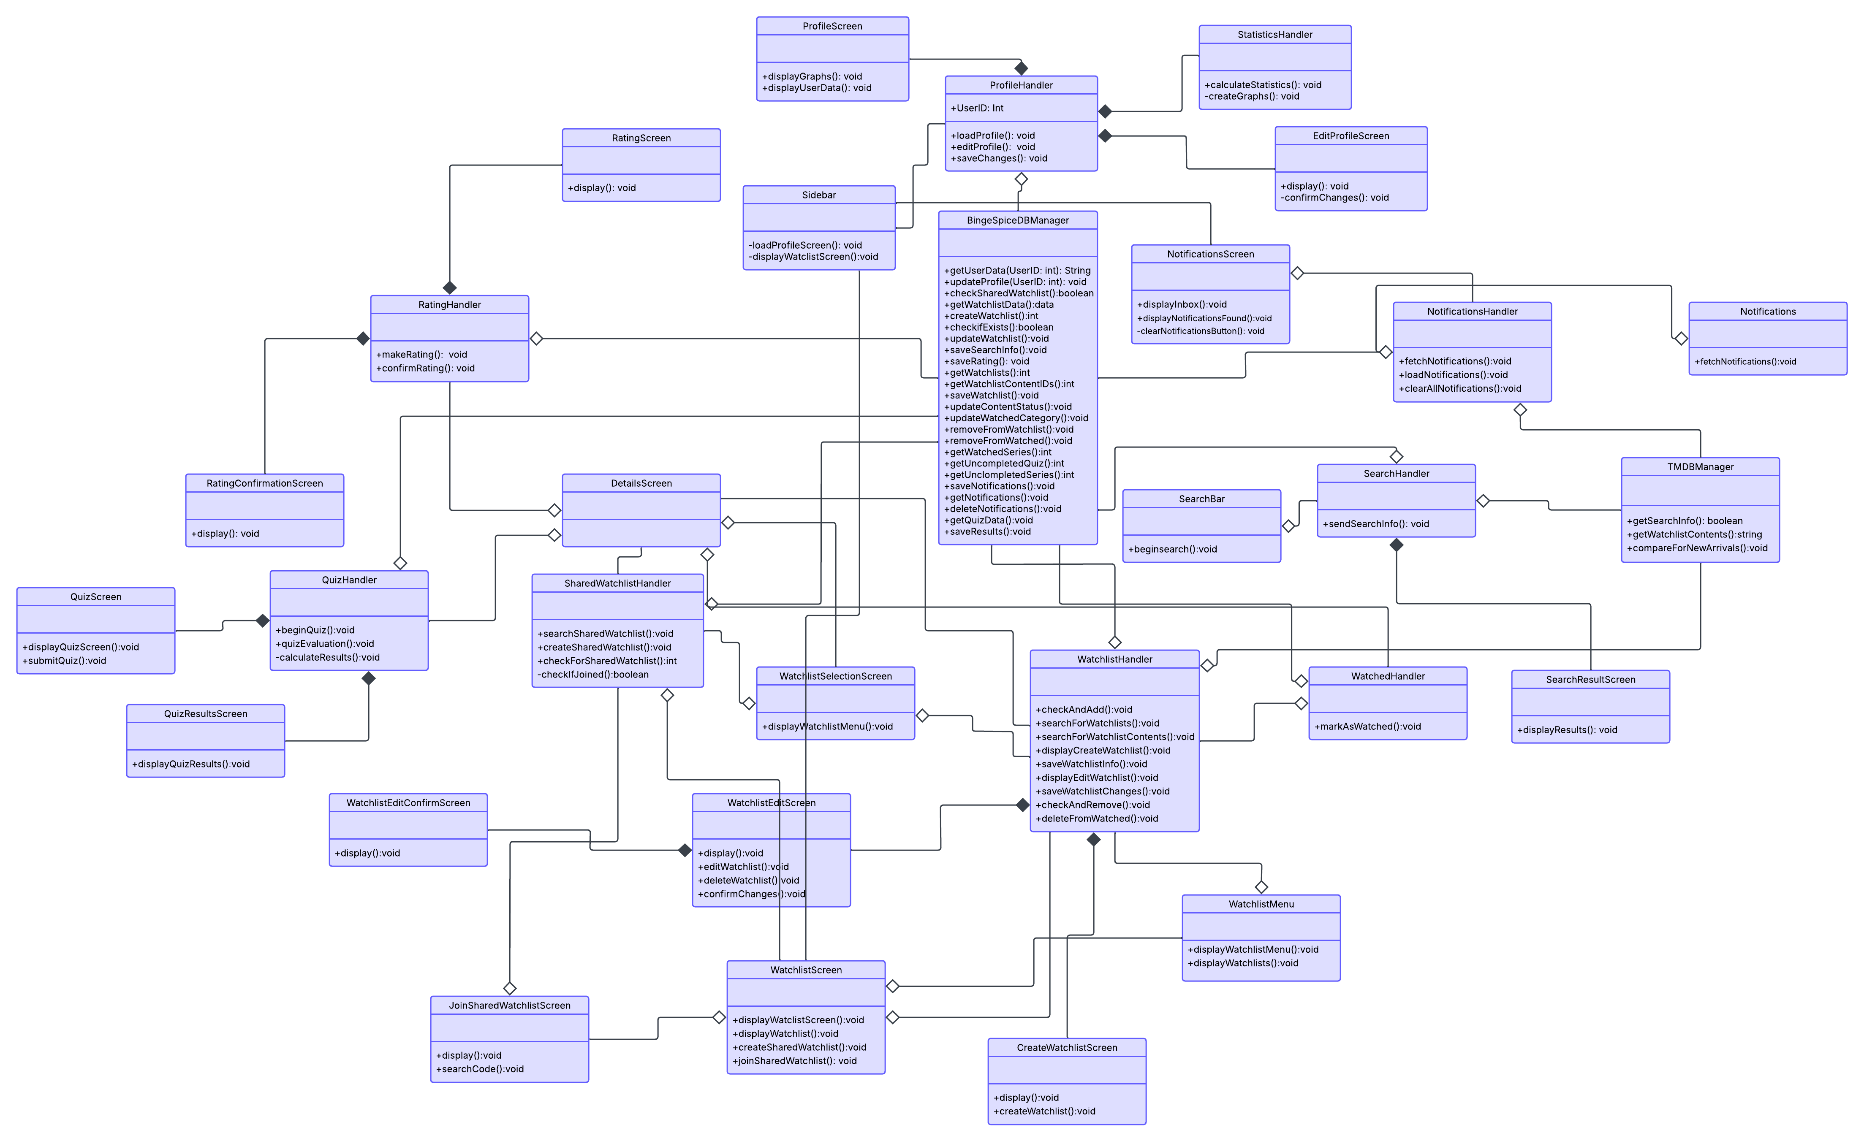 ProfileScreen
+displayGraphs(): void
+displayUserData(): void
StatisticsHandler
+calculateStatistics(): void
-createGraphs(): void
ProfileHandler
+UserID: Int
+loadProfile(): void
+editProfile():  void
+saveChanges(): void
EditProfileScreen
+display(): void
-confirmChanges(): void
RatingScreen
+display(): void
Sidebar
-loadProfileScreen(): void
-displayWatclistScreen():void
BingeSpiceDBManager
+getUserData(UserID: int): String
+updateProfile(UserID: int): void
+checkSharedWatchlist():boolean
+getWatchlistData():data
+createWatchlist():int
+checkifExists():boolean
+updateWatchlist():void
+saveSearchInfo():void
+saveRating(): void
+getWatchlists():int
+getWatchlistContentIDs():int
+saveWatchlist():void
+updateContentStatus():void
+updateWatchedCategory():void
+removeFromWatchlist():void
+removeFromWatched():void
+getWatchedSeries():int
+getUncompletedQuiz():int
+getUnclompletedSeries():int
+saveNotifications():void
+getNotifications():void
+deleteNotifications():void
+getQuizData():void
+saveResults():void
NotificationsScreen
+displayInbox():void
+displayNotificationsFound():void
-clearNotificationsButton(): void
NotificationsHandler
+fetchNotifications():void
+loadNotifications():void
+clearAllNotifications():void
Notifications
+fetchNotifications():void
RatingHandler
+makeRating():  void
+confirmRating(): void
RatingConfirmationScreen
+display(): void
DetailsScreen
SearchBar
+beginsearch():void
SearchHandler
+sendSearchInfo(): void
TMDBManager
+getSearchInfo(): boolean
+getWatchlistContents():string
+compareForNewArrivals():void
QuizScreen
+displayQuizScreen():void
+submitQuiz():void
QuizHandler
+beginQuiz():void
+quizEvaluation():void
-calculateResults():void
SharedWatchlistHandler
+searchSharedWatchlist():void
+createSharedWatchlist():void
+checkForSharedWatchlist():int
-checkIfJoined():boolean
QuizResultsScreen
+displayQuizResults():void
WatchlistSelectionScreen
+displayWatchlistMenu():void
WatchlistHandler
+checkAndAdd():void
+searchForWatchlists():void
+searchForWatchlistContents():void
+displayCreateWatchlist():void
+saveWatchlistInfo():void
+displayEditWatchlist():void
+saveWatchlistChanges():void
+checkAndRemove():void
+deleteFromWatched():void
WatchedHandler
+markAsWatched():void
SearchResultScreen
+displayResults(): void
WatchlistEditConfirmScreen
+display():void
WatchlistEditScreen
+display():void
+editWatchlist():void
+deleteWatchlist():void
+confirmChanges():void
WatchlistMenu
+displayWatchlistMenu():void
+displayWatchlists():void
JoinSharedWatchlistScreen
+display():void
+searchCode():void
WatchlistScreen
+displayWatclistScreen():void
+displayWatchlist():void
+createSharedWatchlist():void
+joinSharedWatchlist(): void
CreateWatchlistScreen
+display():void
+createWatchlist():void